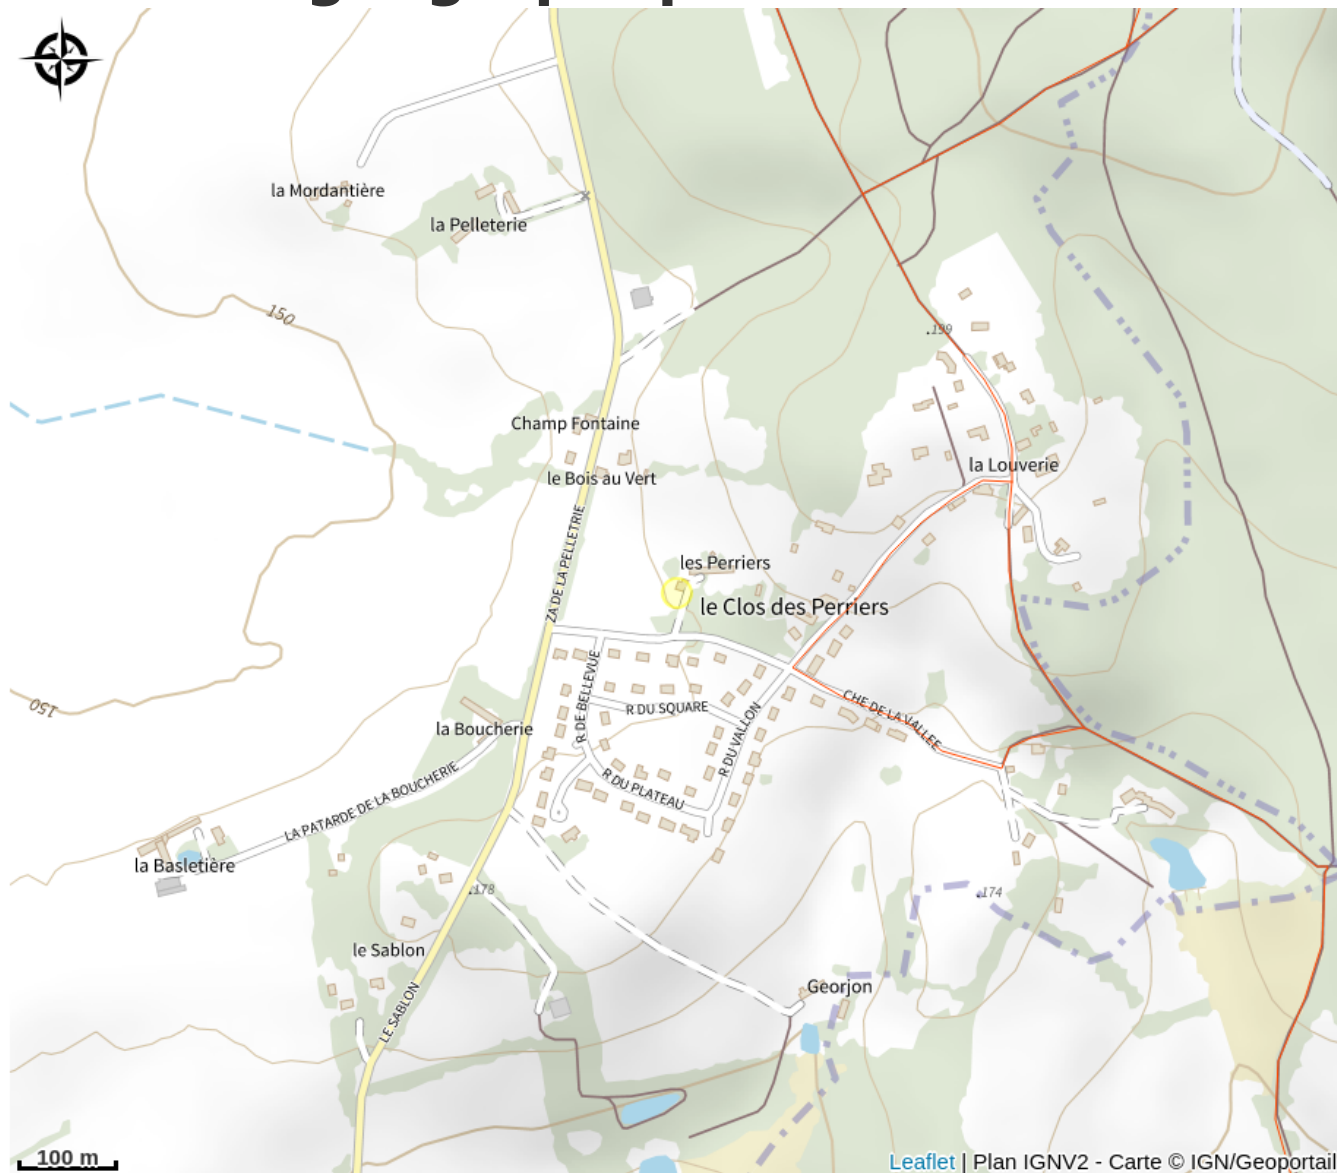 la Mordantière
la Pelleterie
150
.199
Champ Fontaine
la Louverie
le Bois au Vert
ZA DE LA PELLETRIE
les Perriers
le Clos des Perriers
R DE BELLEVUE
R DU SQUARE
R DU VALLON
CHE DE LA VALLEE
150
la Boucherie
R DU PLATEAU
LA PATARDE DE LA BOUCHERIE
la Basletière
.178
.174
le Sablon
Georjon
LE SABLON
100 m
Leaflet | Plan IGNV2 - Carte © IGN/Geoportail